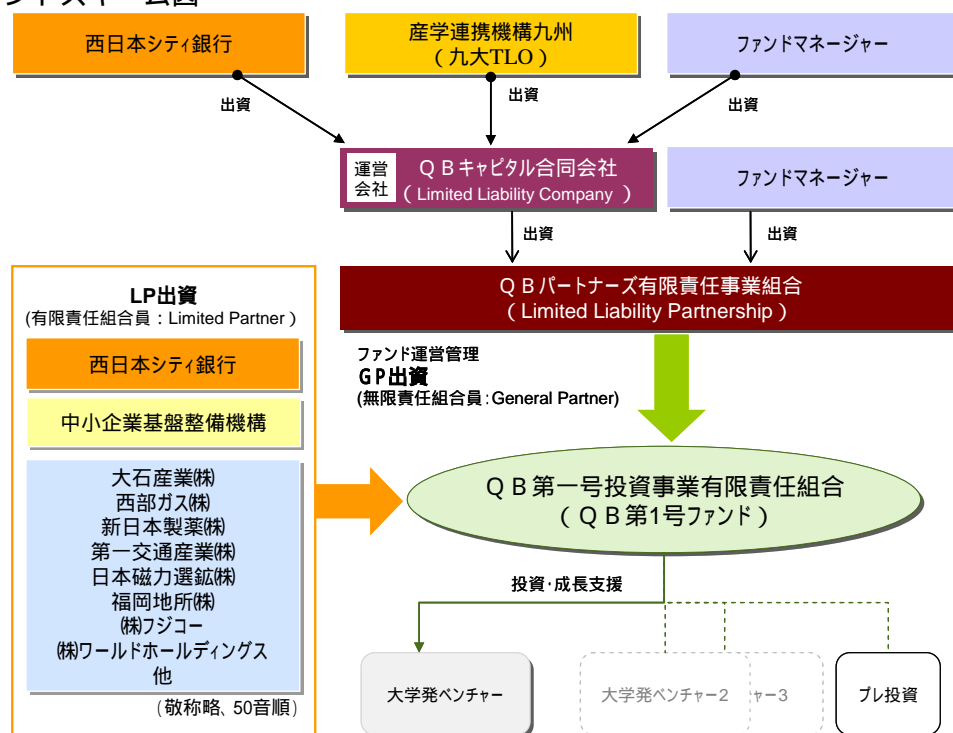 西日本シティ銀行
産学連携機構九州
(九大TLO)
ファンドマネージャー
出資
出資
出資
運営
会社
QBキャピタル合同会社
(Limited Liability Company )
ファンドマネージャー
出資
出資
QBパートナーズ有限責任事業組合
(Limited Liability Partnership )
LP出資
(有限責任組合員:Limited Partner )
西日本シティ銀行
中小企業基盤整備機構
大石産業㈱
西部ガス㈱
新日本製薬㈱
第一交通産業㈱
日本磁力選鉱㈱
福岡地所㈱
㈱フジコー
㈱ワールドホールディングス
他
(敬称略、50音順)
ファンド運営管理
GP出資
(無限責任組合員:General Partner)
QB第一号投資事業有限責任組合
(QB第1号ファンド)
投資・成長支援
大学発ベンチャー
大学発ベンチャー2
ャー3
プレ投資